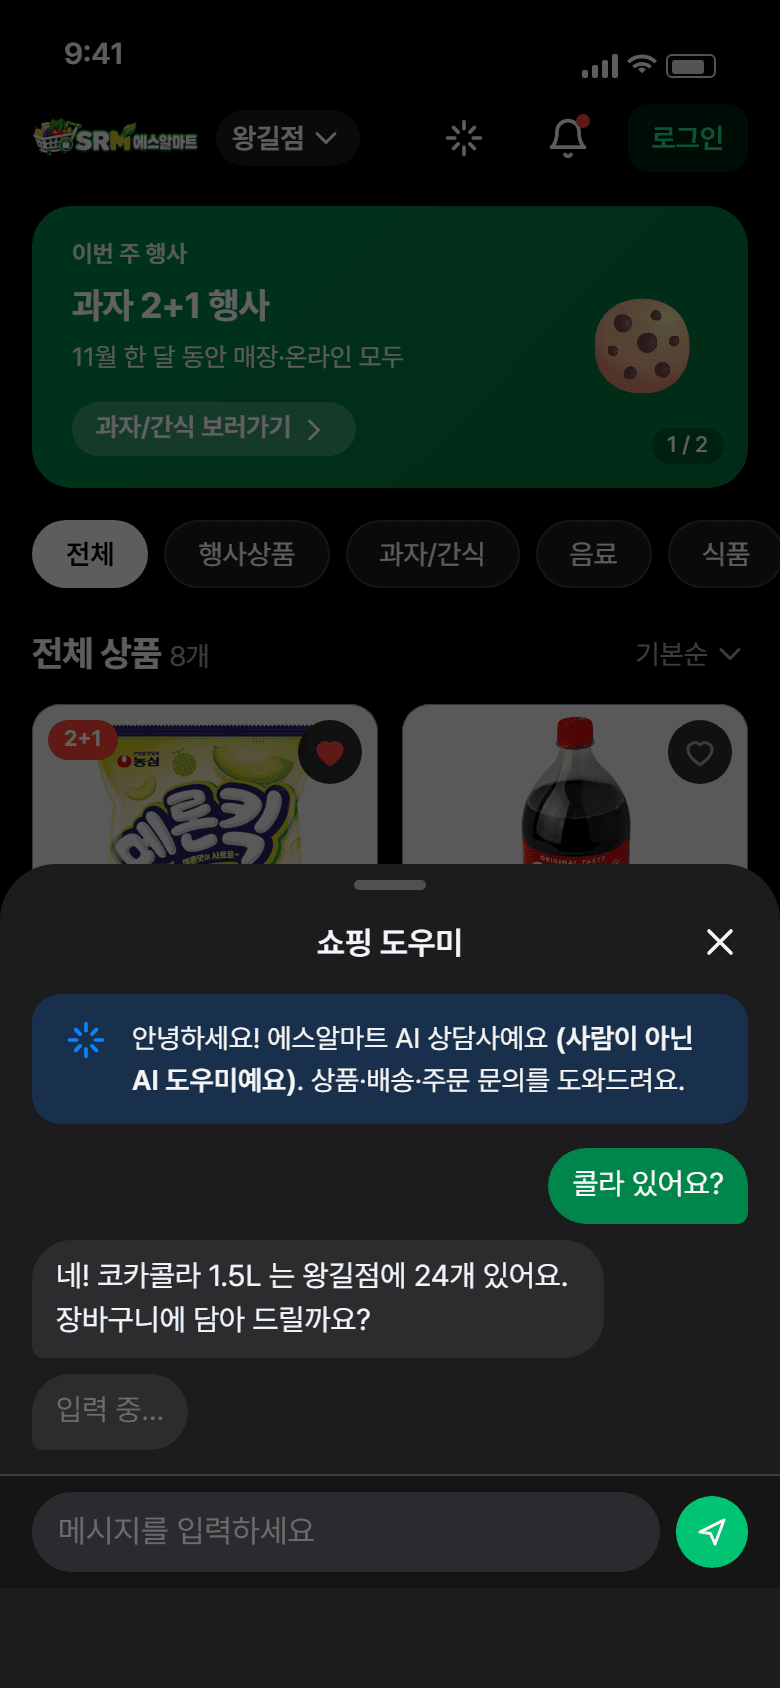 9:41
SRM 에스알마트
왕길점
로그인
이번 주 행사
과자 2+1 행사
11월 한 달 동안 매장·온라인 모두
과자/간식 보러가기
1 / 2
전체
행사상품
과자/간식
음료
식품
전체 상품 8개
기본순
2+1
농심
메론킥
ORIGINAL TASTE
쇼핑 도우미
안녕하세요! 에스알마트 AI 상담사예요 (사람이 아닌
AI 도우미예요). 상품·배송·주문 문의를 도와드려요.
콜라 있어요?
네! 코카콜라 1.5L 는 왕길점에 24개 있어요.
장바구니에 담아 드릴까요?
입력 중...
메시지를 입력하세요